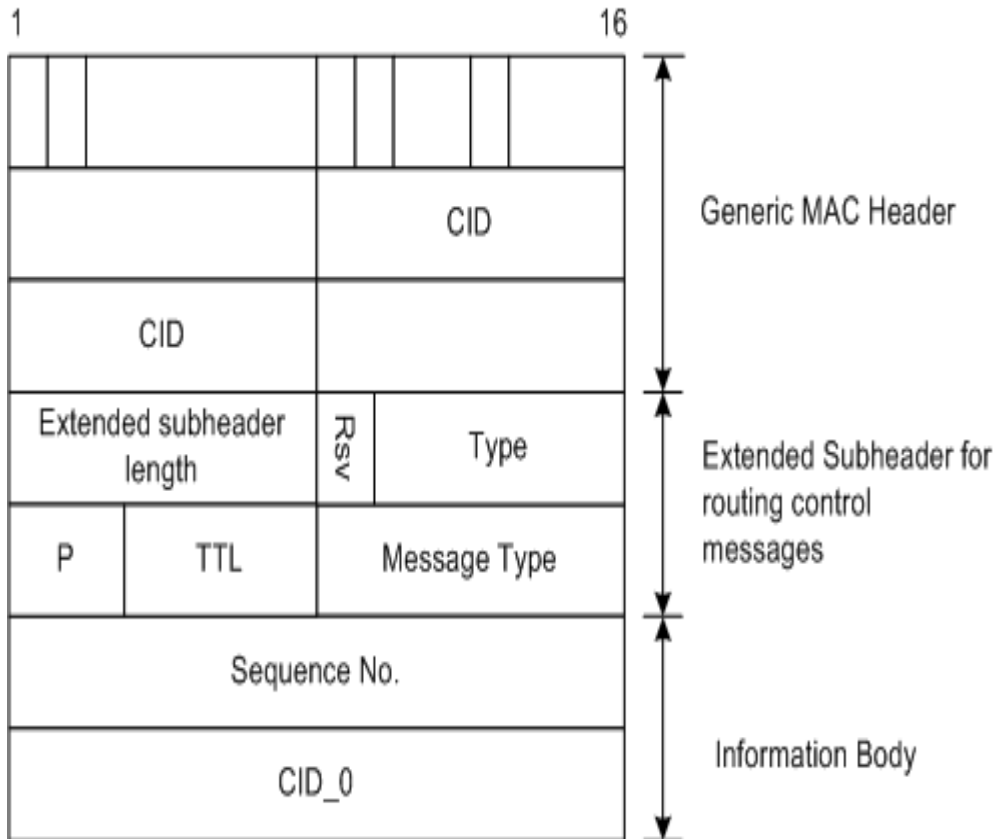 1 16
CID
Generic MAC Header
CID
Extended subheader
length
Rsv
Type
Extended Subheader for
routing control
messages
P
TTL
Message Type
Sequence No.
CID_0
Information Body